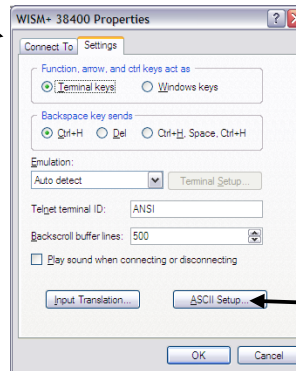 WISM+ 38400 Properties
Connect To Settings
Function, arrow, and ctrl keys act as
Terminal keys Windows keys
Backspace key sends
Ctrl+H Del Ctrl+H, Space, Ctrl+H
Emulation:
Auto detect Terminal Setup...
Telnet terminal ID: ANSI
Backscroll buffer lines: 500
Play sound when connecting or disconnecting
Input Translation... ASCII Setup...
OK Cancel